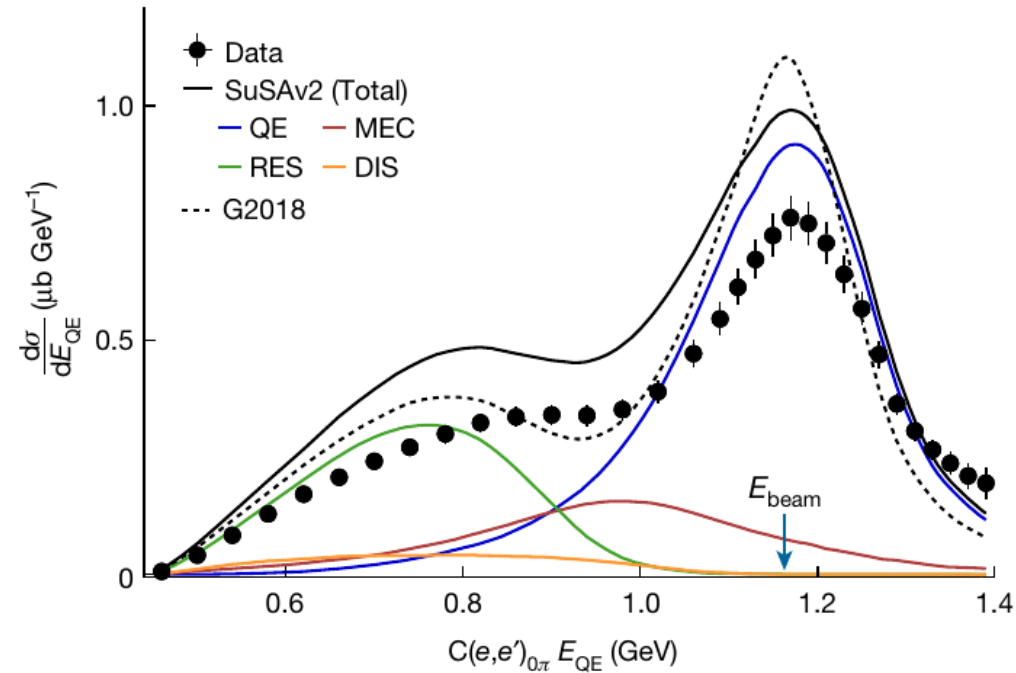 Data
SuSAv2 (Total)
QE MEC
RES DIS
G2018
1.0
0.5
0
dσ
dE_QE
(μb GeV⁻¹)
E_beam
0.6 0.8 1.0 1.2 1.4
C(e,e′)₀π E_QE (GeV)